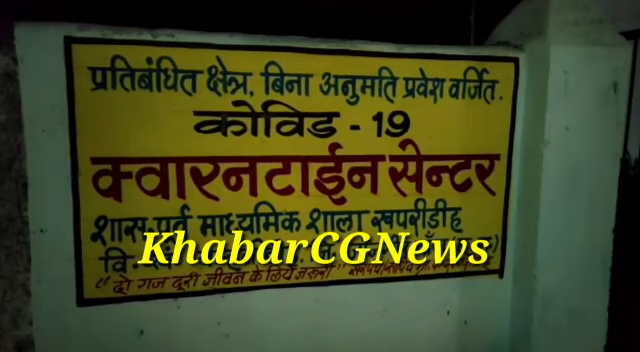 प्रतिबंधित क्षेत्र, बिना अनुमति प्रवेश वर्जित.
कोविड - 19
क्वारनटाईन सेन्टर
शास. पूर्व माध्यमिक शाला खपरीडीह
KhabarCGNews
वि.
"दो गज दूरी जीवन के लिये जरूरी"